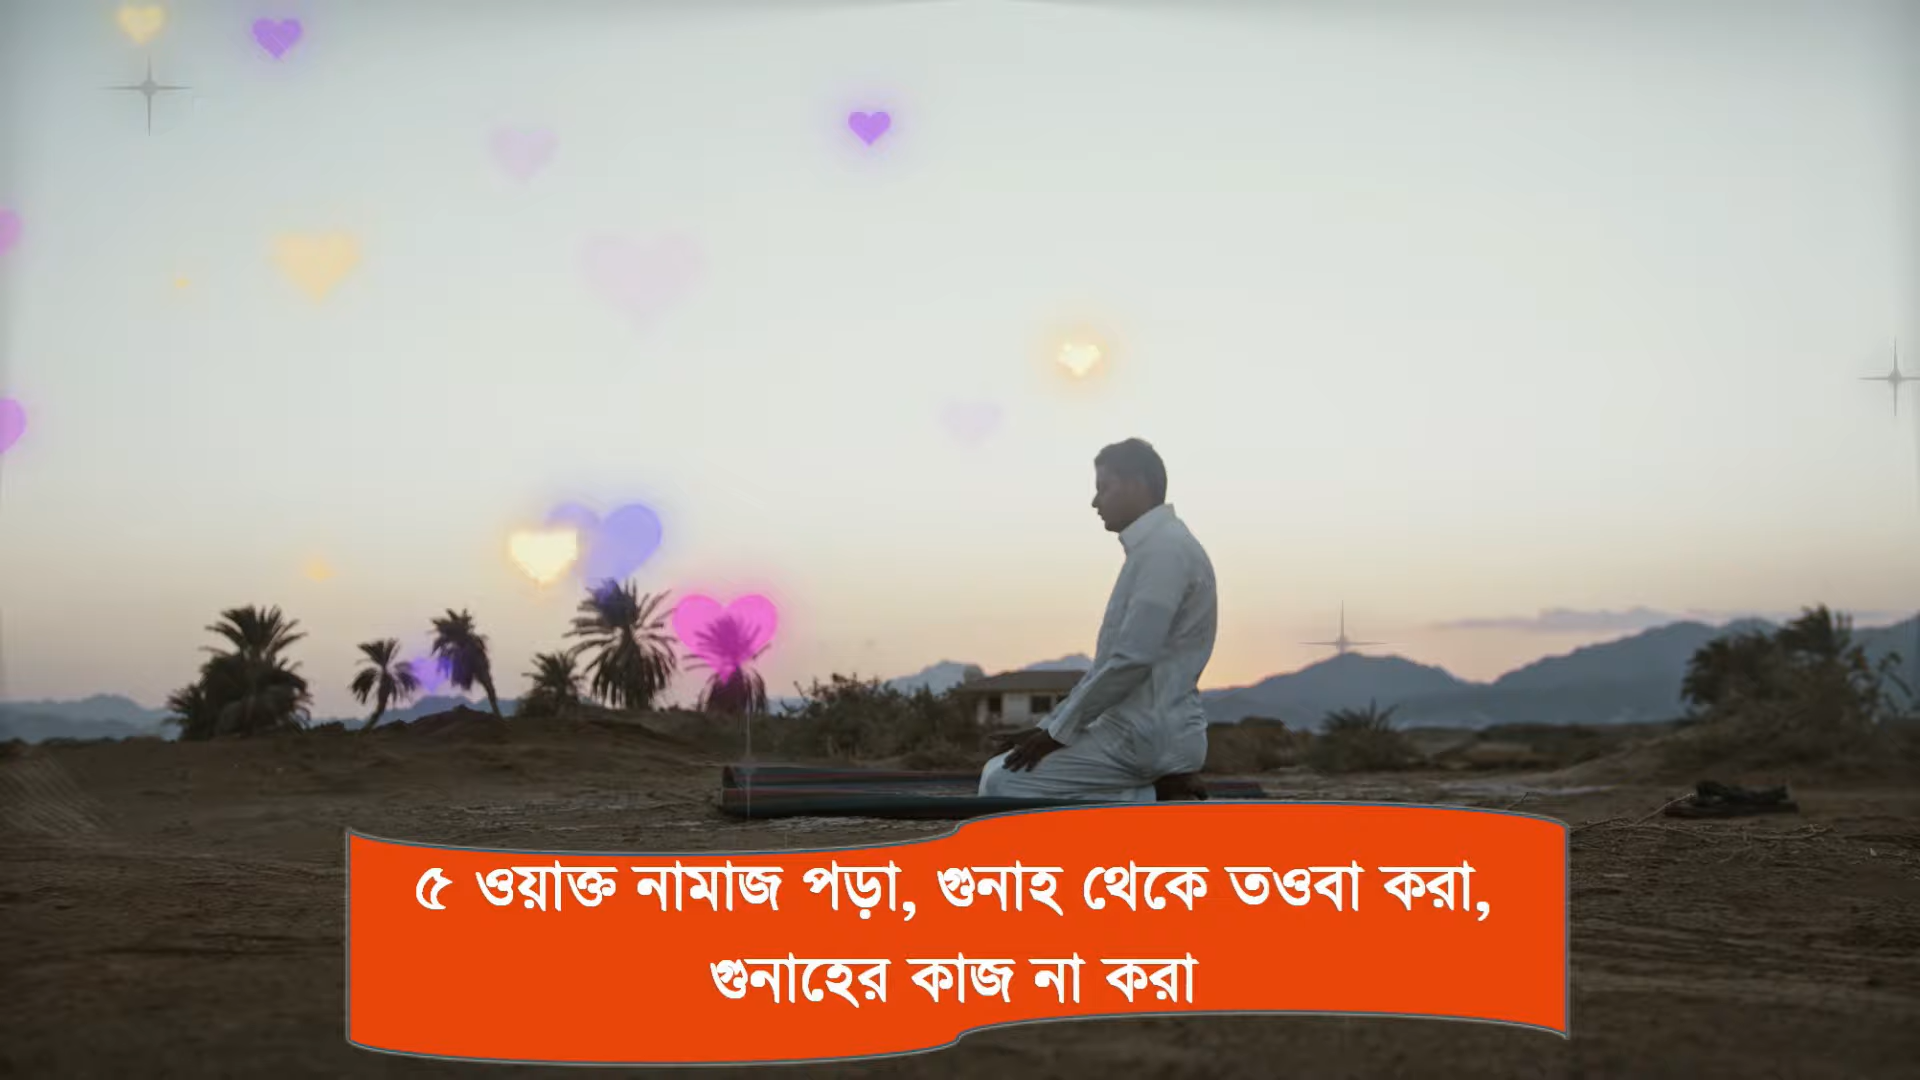 ৫ ওয়াক্ত নামাজ পড়া, গুনাহ থেকে তওবা করা,
গুনাহের কাজ না করা